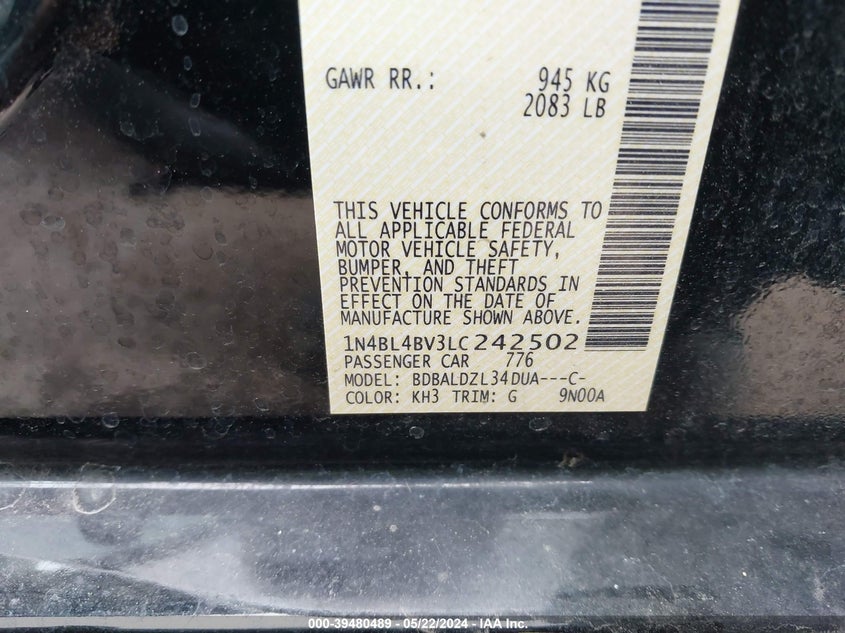 GAWR RR.: 945 KG
2083 LB
THIS VEHICLE CONFORMS TO
ALL APPLICABLE FEDERAL
MOTOR VEHICLE SAFETY,
BUMPER, AND THEFT
PREVENTION STANDARDS IN
EFFECT ON THE DATE OF
MANUFACTURE SHOWN ABOVE.
1N4BL4BV3LC242502
PASSENGER CAR 776
MODEL: BDBALDZL34DUA---C-
COLOR: KH3 TRIM: G 9N00A
000-39480489 - 05/22/2024 - IAA Inc.